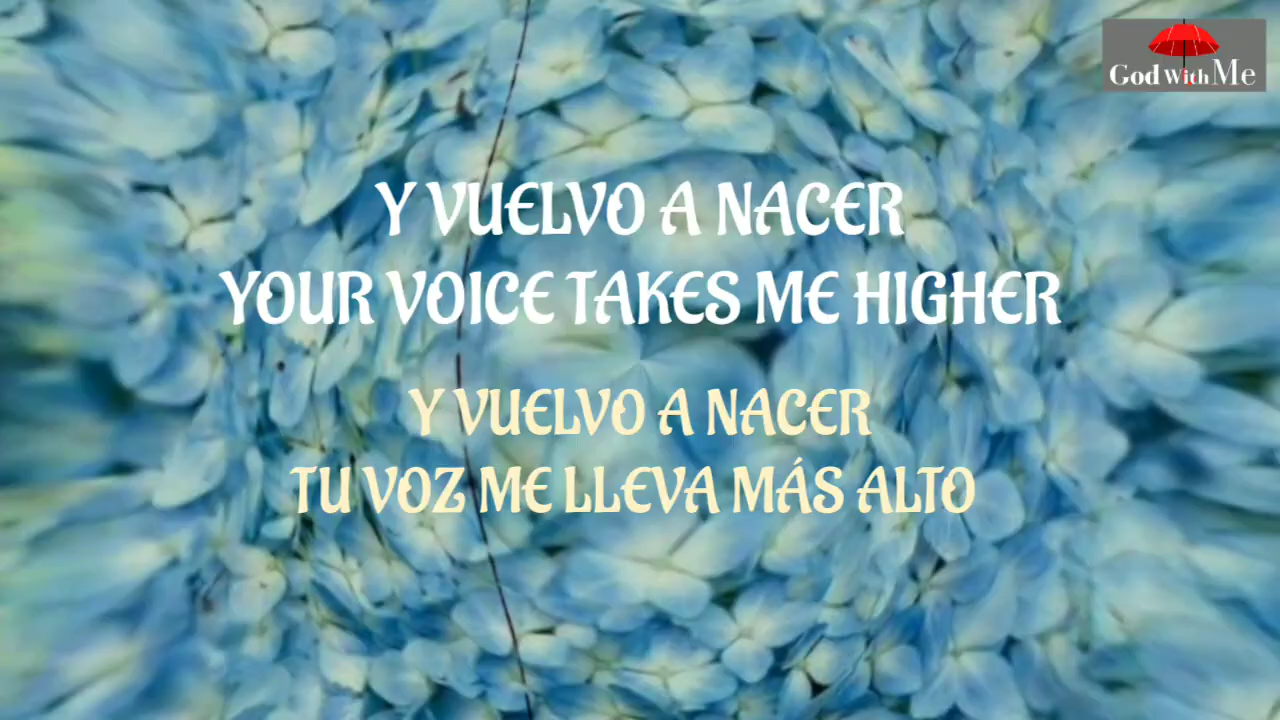 God with Me
Y VUELVO A NACER
YOUR VOICE TAKES ME HIGHER
Y VUELVO A NACER
TU VOZ ME LLEVA MÁS ALTO